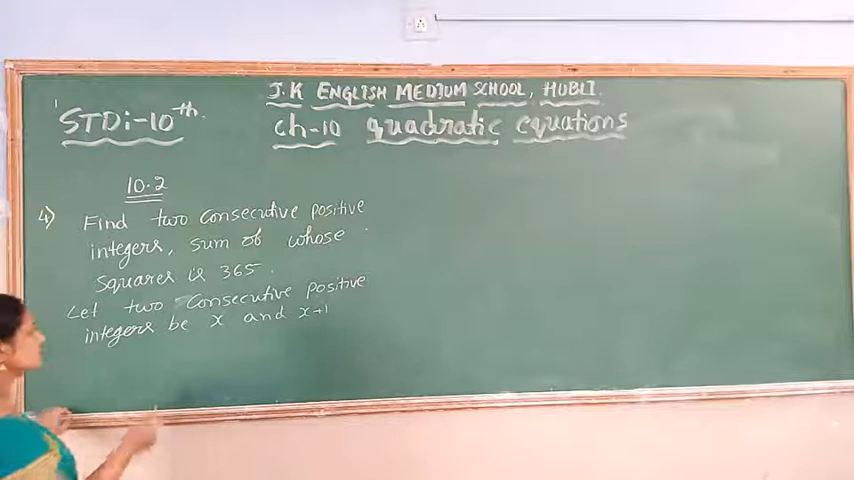 J.K ENGLISH MEDIUM SCHOOL, HUBLI.
STD:-10th.
ch-10 quadratic equations
10.2
4) Find two consecutive positive
integers, sum of whose
squares is 365.
Let two consecutive positive
integers be x and x+1